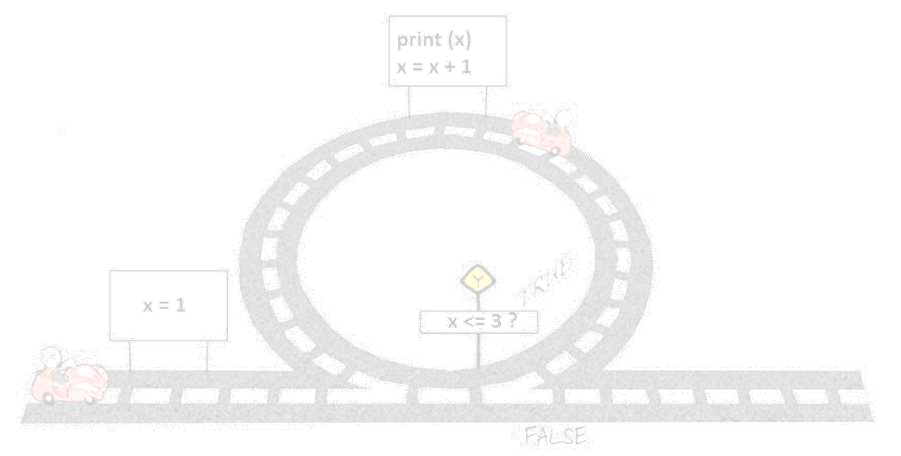 print (x)
x = x + 1
x = 1
Y
TRUE
x <= 3 ?
FALSE